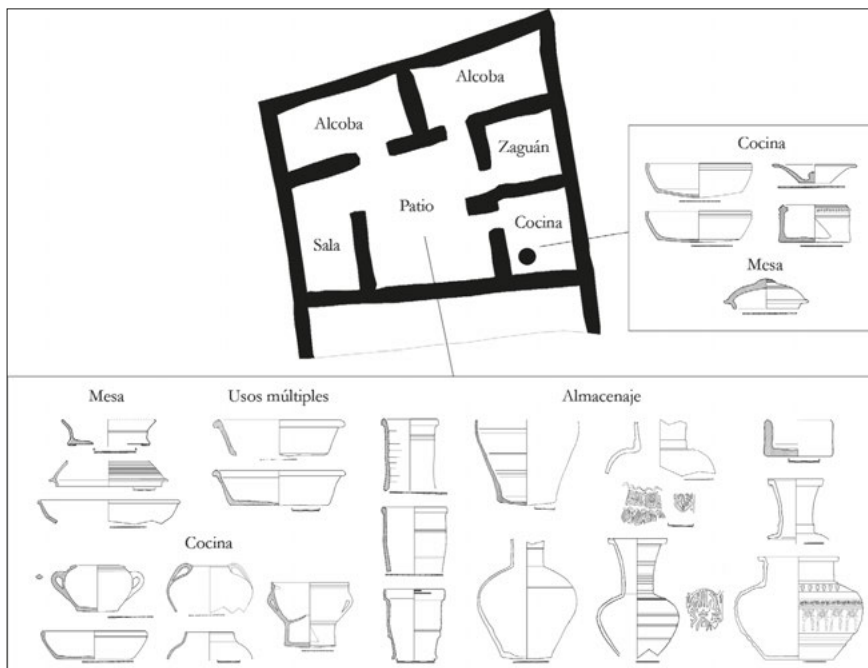 Alcoba
Alcoba
Zaguán
Patio
Cocina
Sala
Cocina
Mesa
Mesa
Usos múltiples
Almacenaje
Cocina